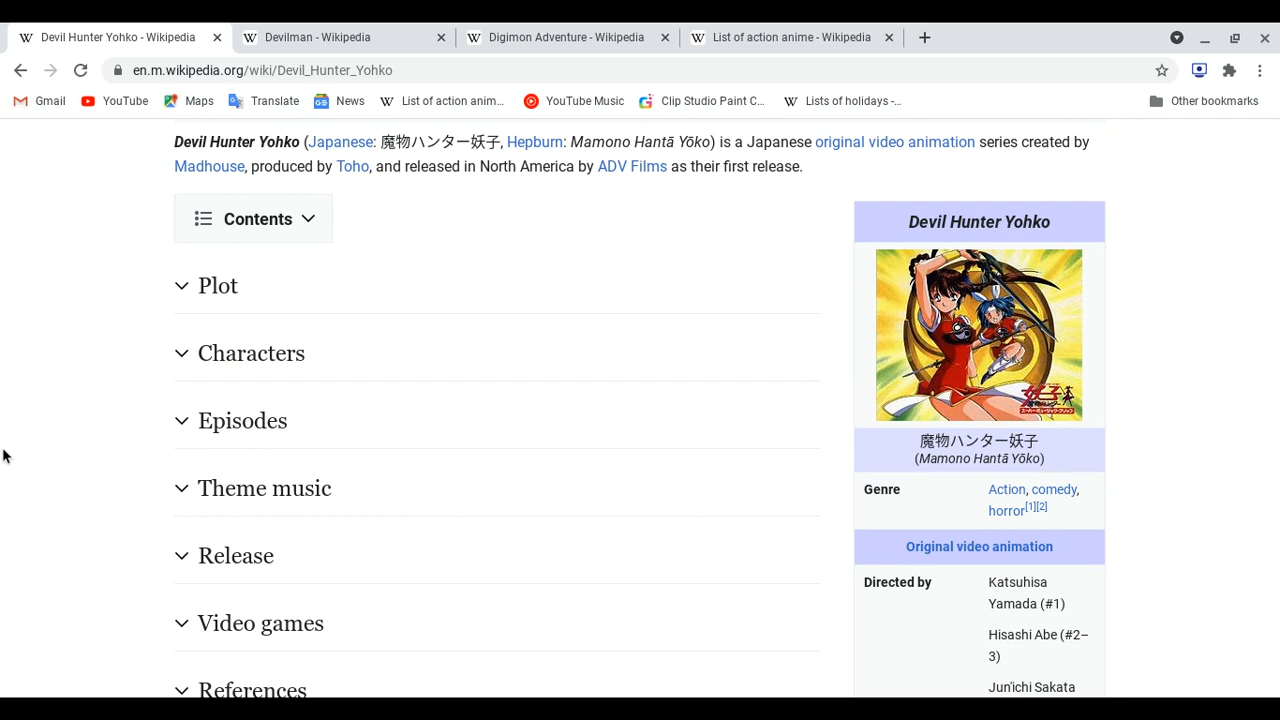 Devil Hunter Yohko - Wikipedia
Devilman - Wikipedia
Digimon Adventure - Wikipedia
List of action anime - Wikipedia
en.m.wikipedia.org/wiki/Devil_Hunter_Yohko
Gmail
YouTube
Maps
Translate
News
List of action anim...
YouTube Music
Clip Studio Paint C...
Lists of holidays -...
Other bookmarks
Devil Hunter Yohko (Japanese: 魔物ハンター妖子, Hepburn: Mamono Hantā Yōko) is a Japanese original video animation series created by
Madhouse, produced by Toho, and released in North America by ADV Films as their first release.
Contents
Plot
Characters
Episodes
Theme music
Release
Video games
References
Devil Hunter Yohko
妖子
魔物ハンター妖子
(Mamono Hantā Yōko)
Genre
Action, comedy,
horror[1][2]
Original video animation
Directed by
Katsuhisa
Yamada (#1)
Hisashi Abe (#2–
3)
Jun'ichi Sakata